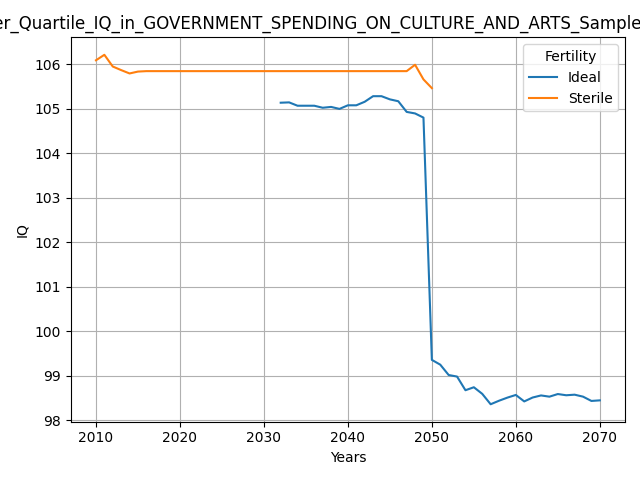 er_Quartile_IQ_in_GOVERNMENT_SPENDING_ON_CULTURE_AND_ARTS_Sample
Fertility
Ideal
Sterile
106
105
104
103
102
101
100
99
98
IQ
2010 2020 2030 2040 2050 2060 2070
Years